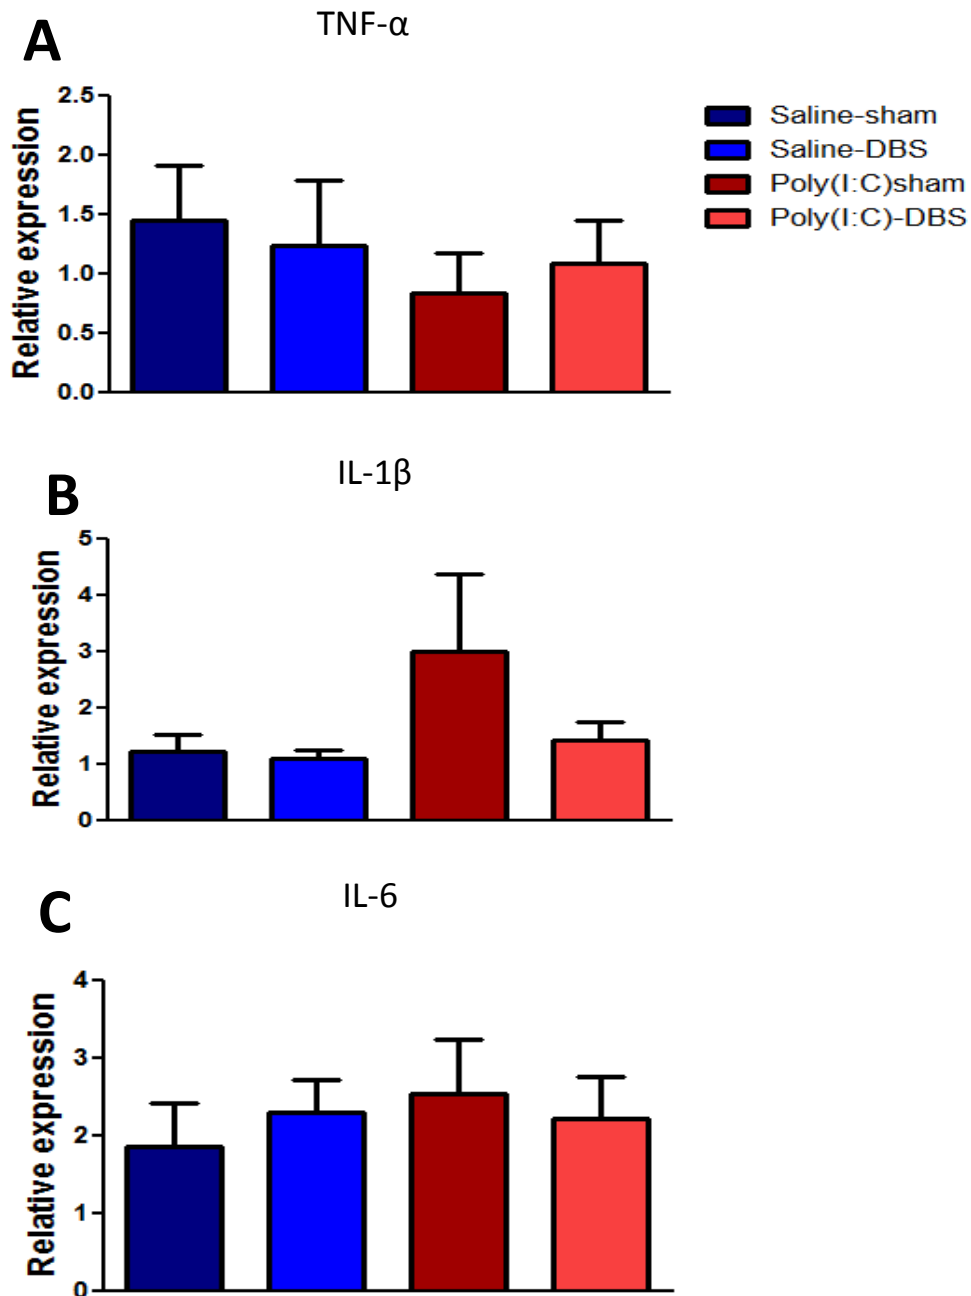 A
TNF-α
Relative expression
2.5
2.0
1.5
1.0
0.5
0.0
Saline-sham
Saline-DBS
Poly(I:C)sham
Poly(I:C)-DBS
B
IL-1β
Relative expression
5
4
3
2
1
0
C
IL-6
Relative expression
4
3
2
1
0